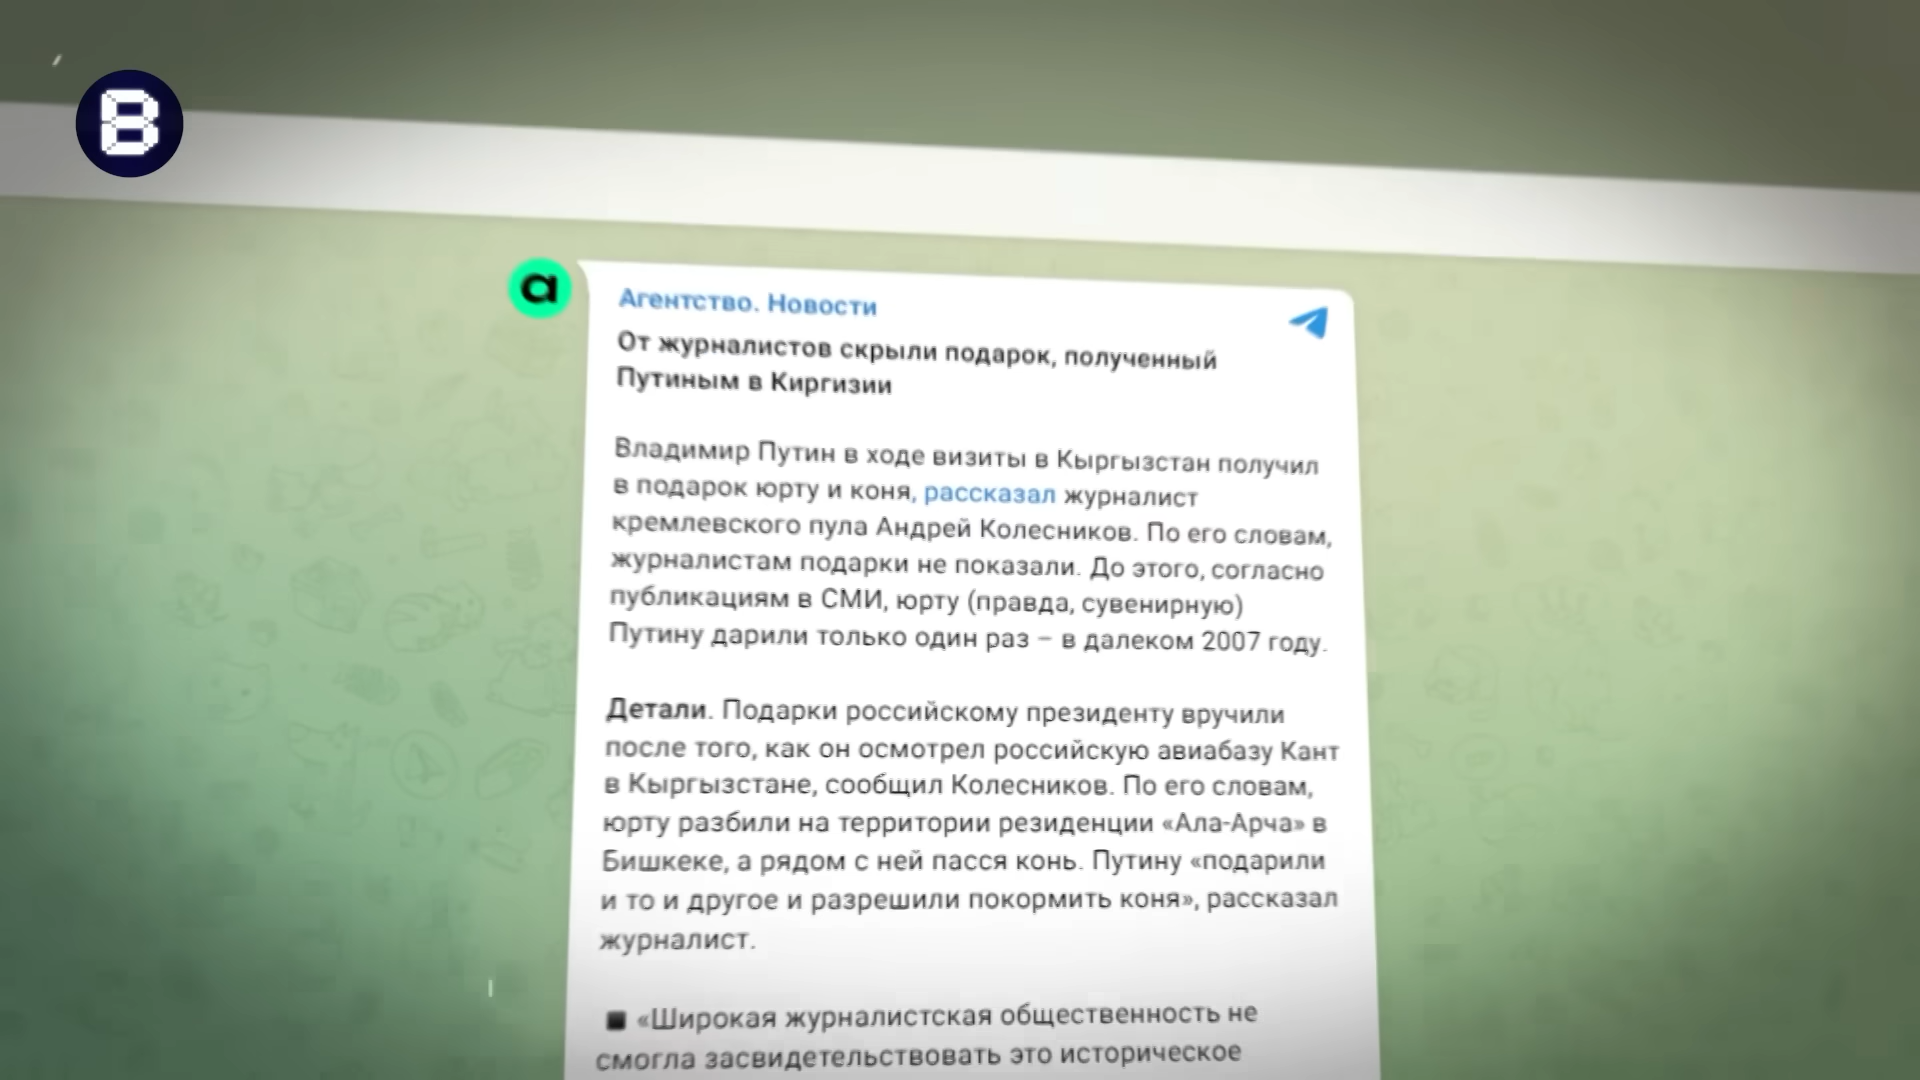 B
a
Агентство. Новости
От журналистов скрыли подарок, полученный
Путиным в Киргизии
Владимир Путин в ходе визиты в Кыргызстан получил
в подарок юрту и коня, рассказал журналист
кремлевского пула Андрей Колесников. По его словам,
журналистам подарки не показали. До этого, согласно
публикациям в СМИ, юрту (правда, сувенирную)
Путину дарили только один раз – в далеком 2007 году.
Детали. Подарки российскому президенту вручили
после того, как он осмотрел российскую авиабазу Кант
в Кыргызстане, сообщил Колесников. По его словам,
юрту разбили на территории резиденции «Ала-Арча» в
Бишкеке, а рядом с ней пасся конь. Путину «подарили
и то и другое и разрешили покормить коня», рассказал
журналист.
«Широкая журналистская общественность не
смогла засвидетельствовать это историческое